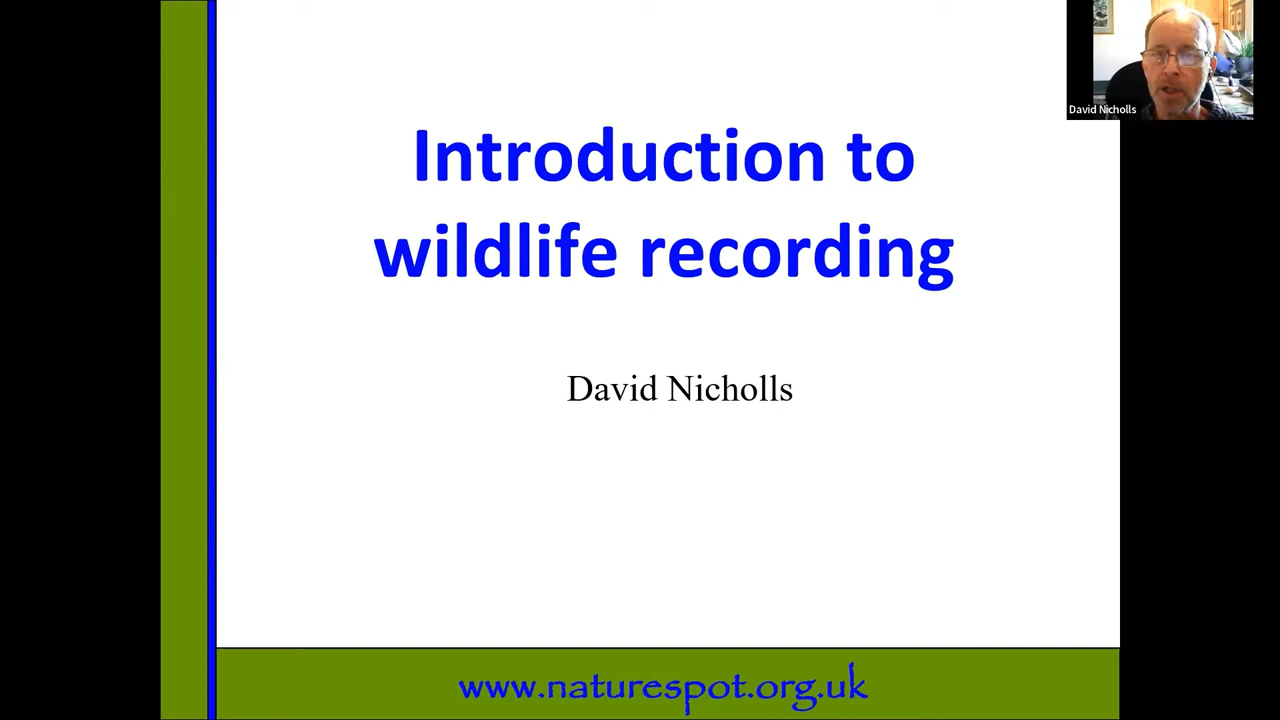 Introduction to
wildlife recording
David Nicholls
www.naturespot.org.uk
David Nicholls